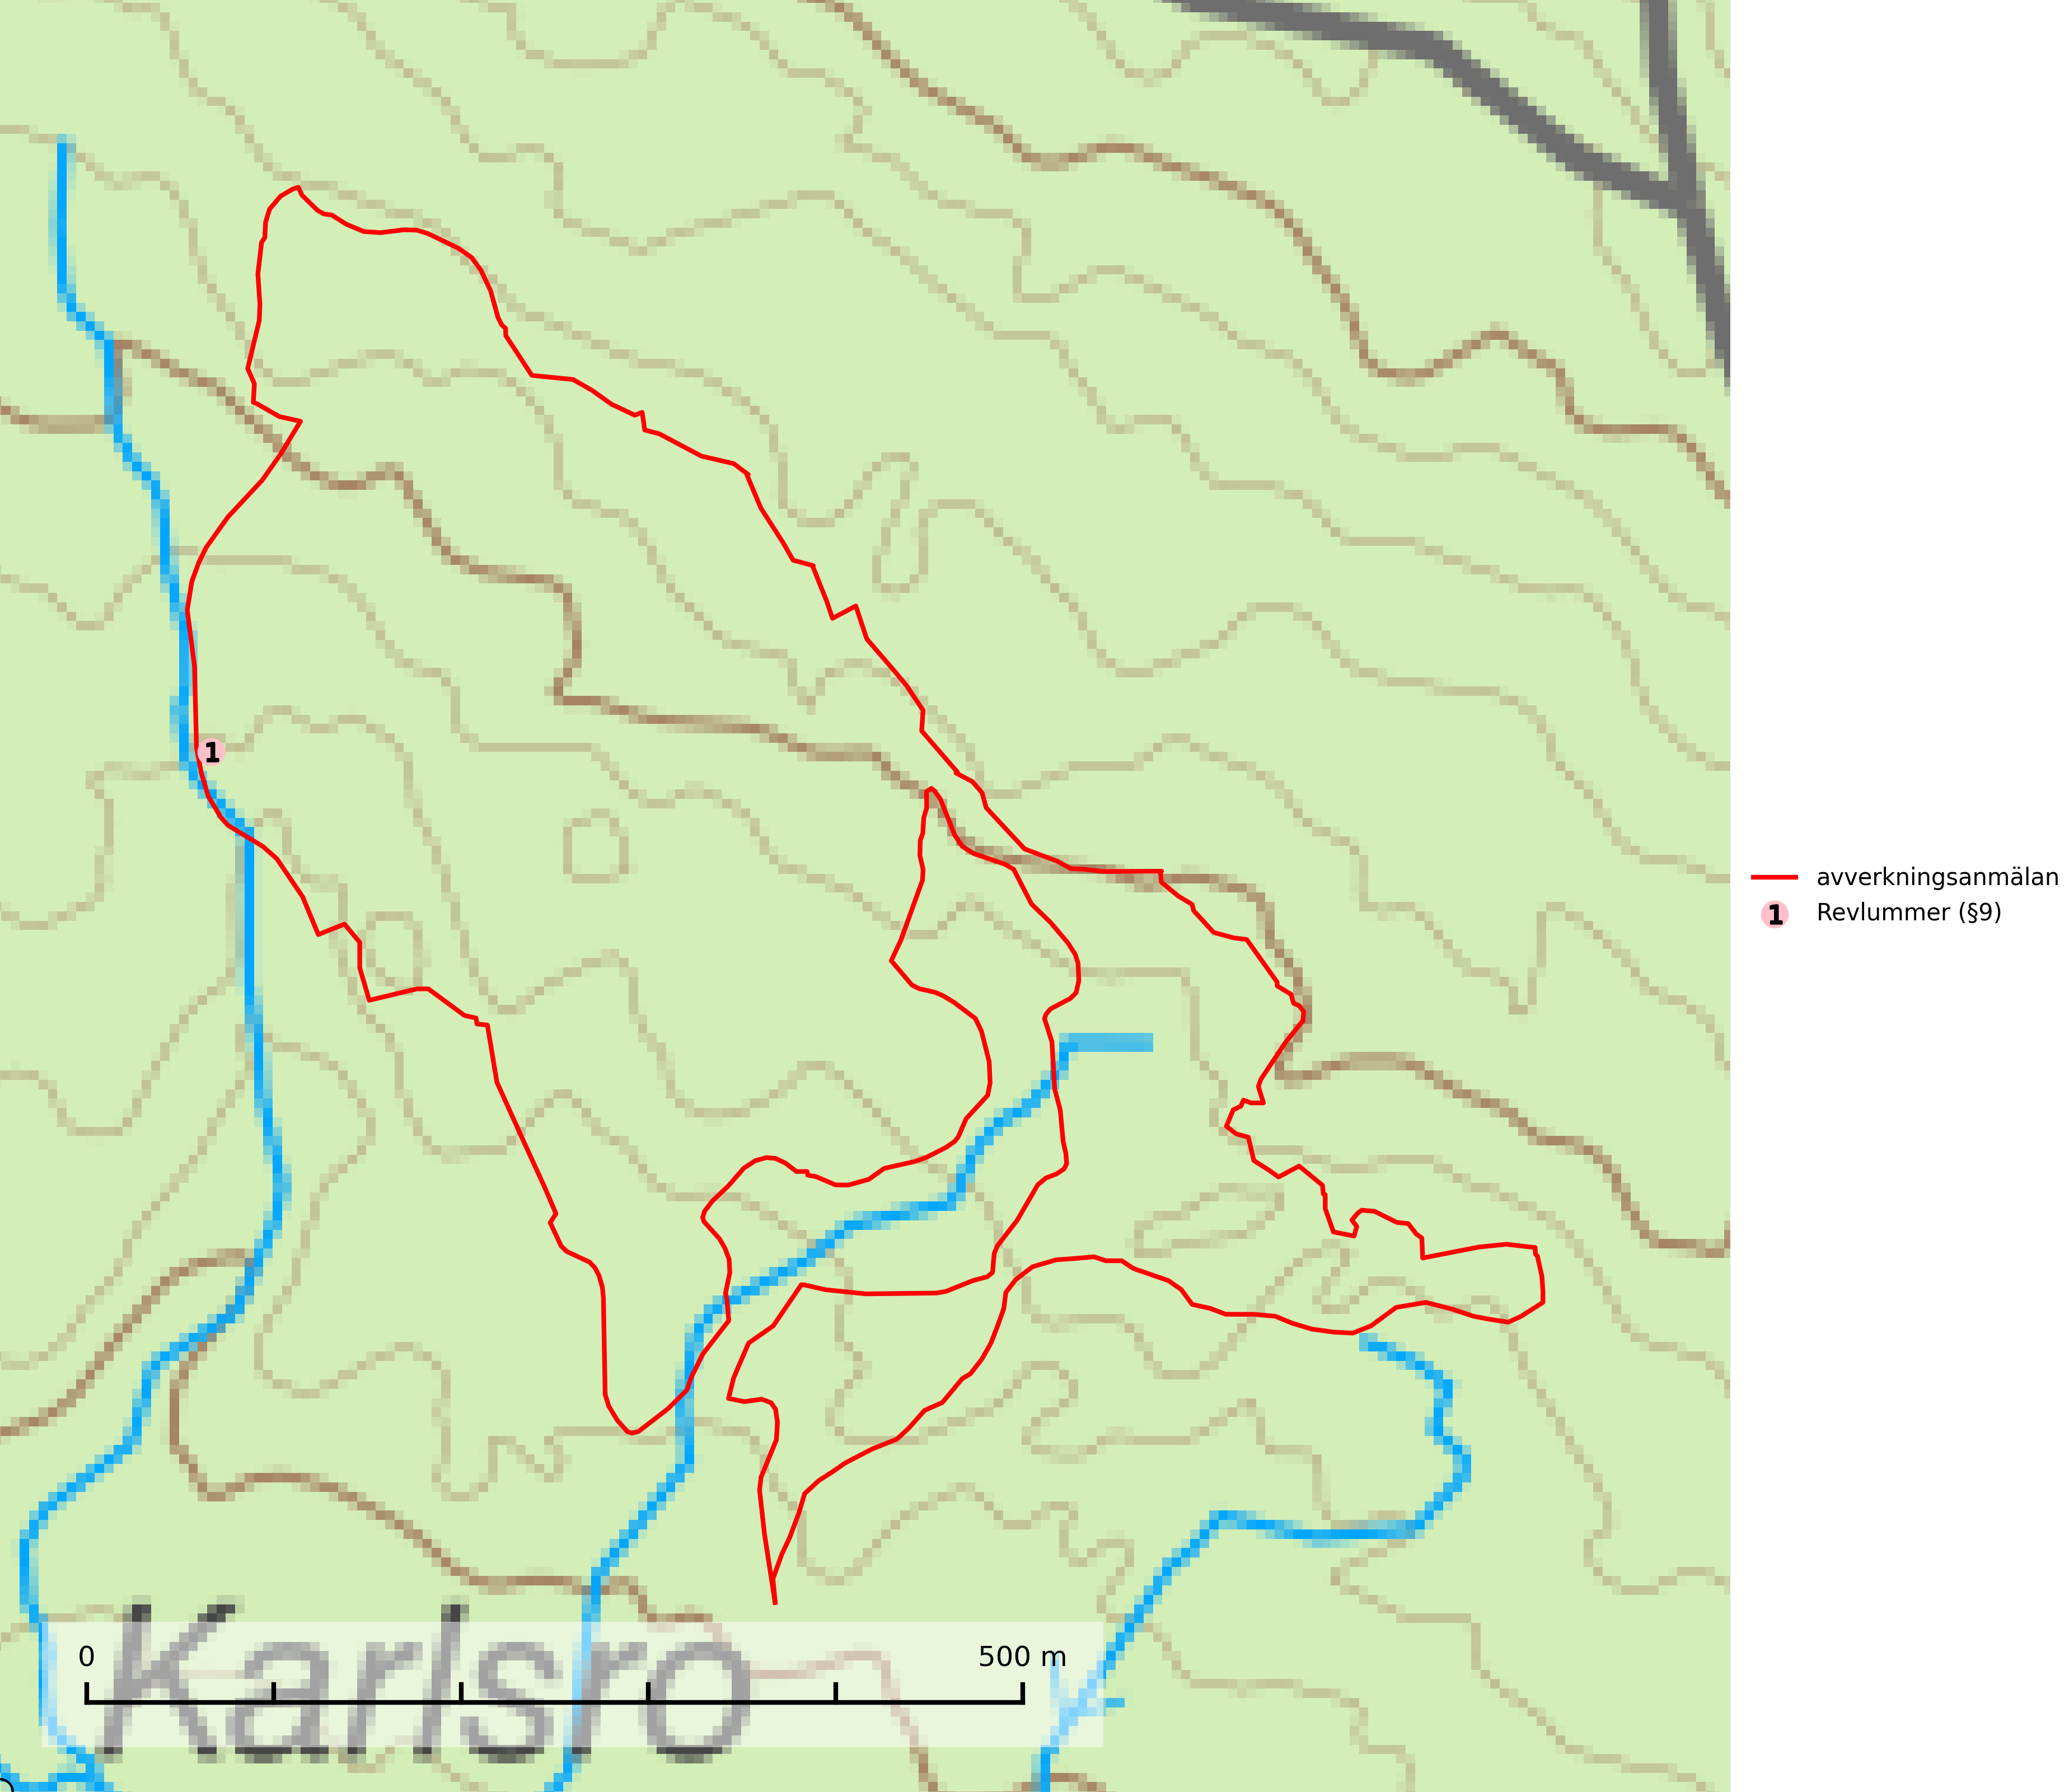 1
avverkningsanmälan
1 Revlummer (§9)
Karlsro
0 500 m